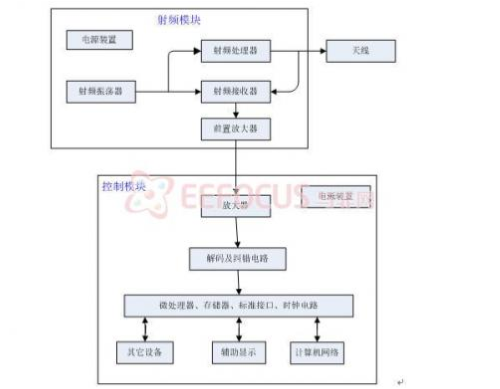 射频模块
电源装置
射频处理器
天线
射频振荡器
射频接收器
前置放大器
控制模块
电源装置
EEFOCUS 与非网
放大器
解码及纠错电路
微处理器、存储器、标准接口、时钟电路
其它设备
辅助显示
计算机网络